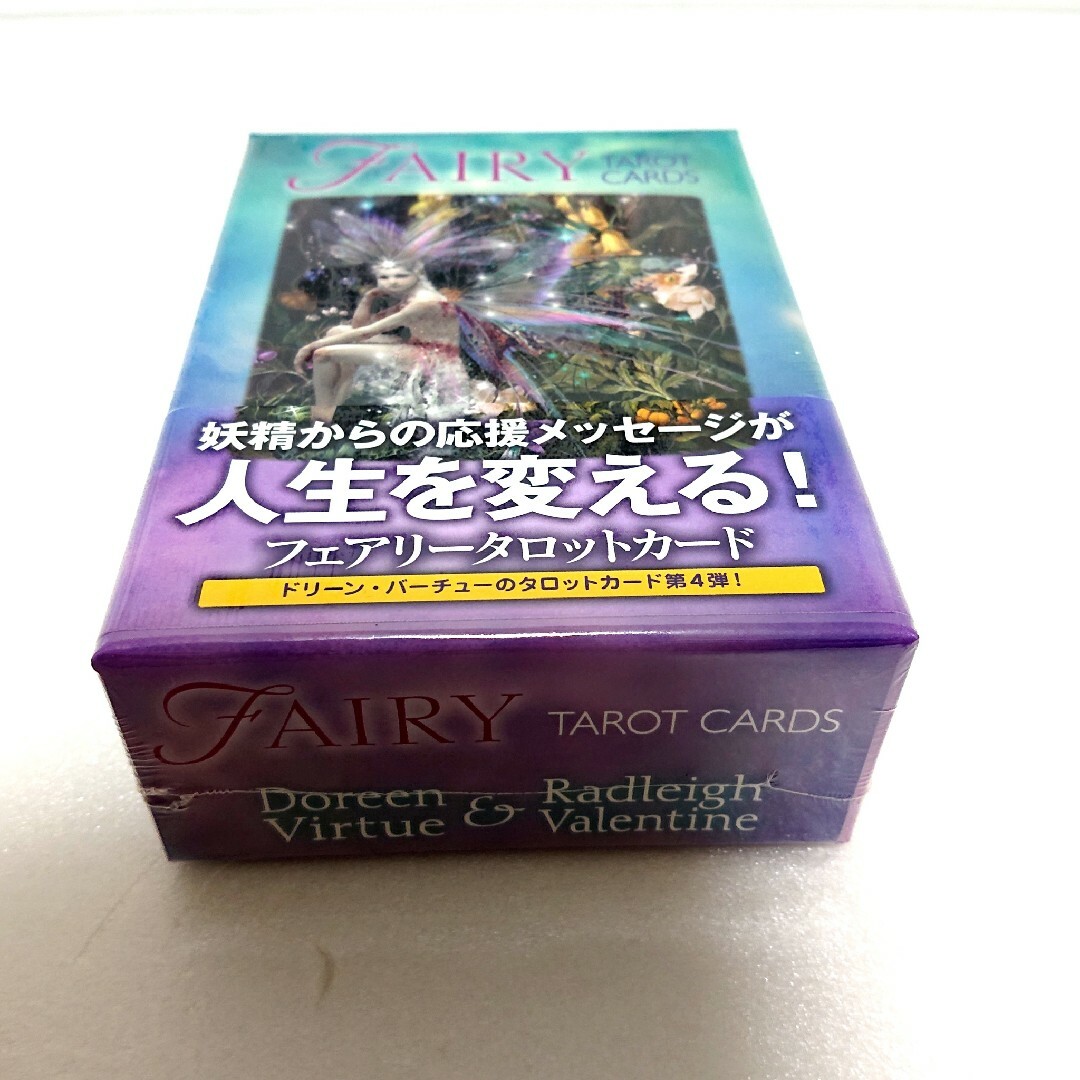 FAIRY TAROT
CARDS
妖精からの応援メッセージが
人生を変える!
フェアリータロットカード
ドリーン・バーチューのタロットカード第4弾!
FAIRY TAROT CARDS
Doreen Virtue & Radleigh Valentine